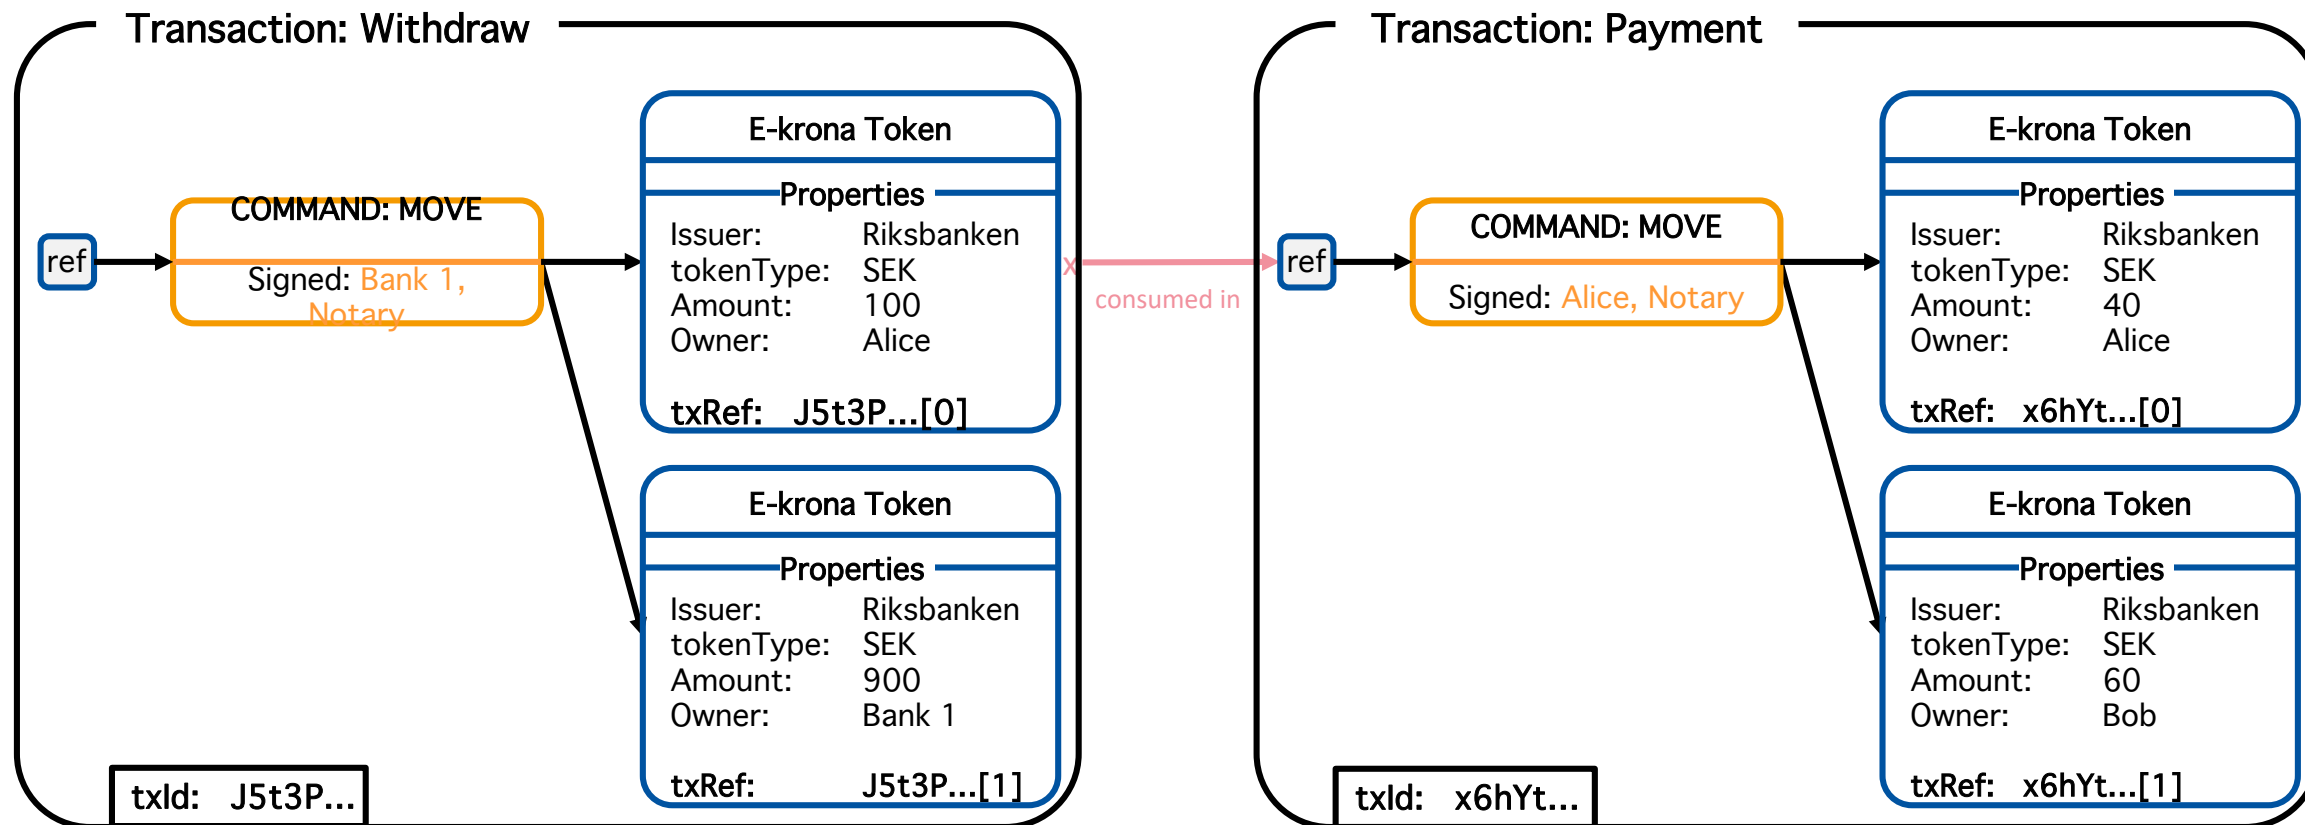 Transaction: Withdraw
ref
COMMAND: MOVE
Signed: Bank 1,
Notary
E-krona Token
Properties
Issuer: Riksbanken
tokenType: SEK
Amount: 100
Owner: Alice
txRef: J5t3P...[0]
E-krona Token
Properties
Issuer: Riksbanken
tokenType: SEK
Amount: 900
Owner: Bank 1
txRef: J5t3P...[1]
txId: J5t3P...
x
consumed in
Transaction: Payment
ref
COMMAND: MOVE
Signed: Alice, Notary
E-krona Token
Properties
Issuer: Riksbanken
tokenType: SEK
Amount: 40
Owner: Alice
txRef: x6hYt...[0]
E-krona Token
Properties
Issuer: Riksbanken
tokenType: SEK
Amount: 60
Owner: Bob
txRef: x6hYt...[1]
txId: x6hYt...